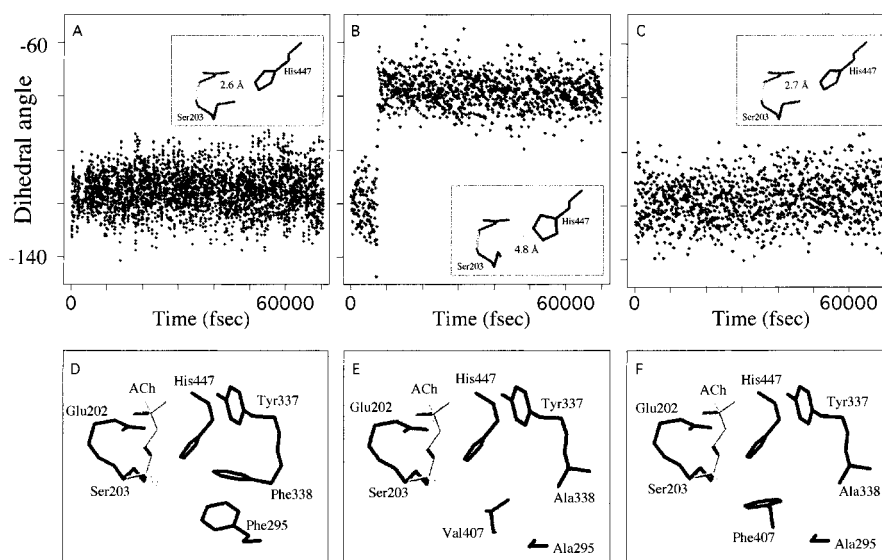 A
B
C
-60
Dihedral angle
-140
His447
2.6 Å
Ser203
His447
4.8 Å
Ser203
His447
2.7 Å
Ser203
0
60000
0
60000
0
60000
Time (fsec)
Time (fsec)
Time (fsec)
D
ACh
His447
Tyr337
Glu202
Ser203
Phe338
Phe295
E
ACh
His447
Tyr337
Glu202
Ser203
Ala338
Val407
Ala295
F
ACh
His447
Tyr337
Glu202
Ser203
Ala338
Phe407
Ala295